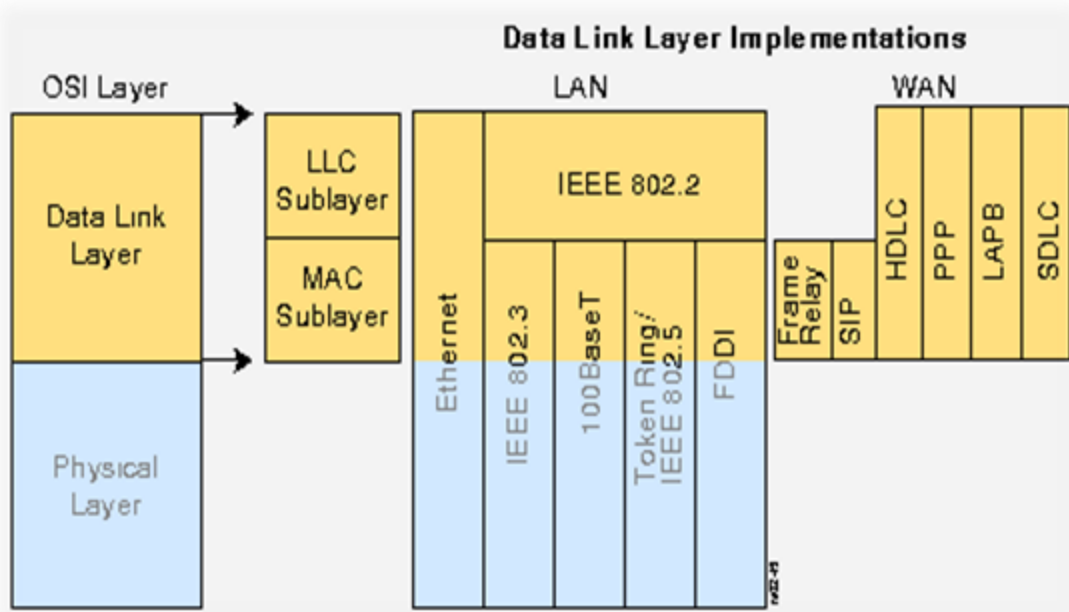 Data Link Layer Implementations
OSI Layer
LAN
WAN
Data Link
Layer
LLC
Sublayer
MAC
Sublayer
IEEE 802.2
Ethernet
IEEE 802.3
100BaseT
Token Ring/
IEEE 802.5
FDDI
Frame
Relay
SIP
HDLC
PPP
LAPB
SDLC
Physical
Layer